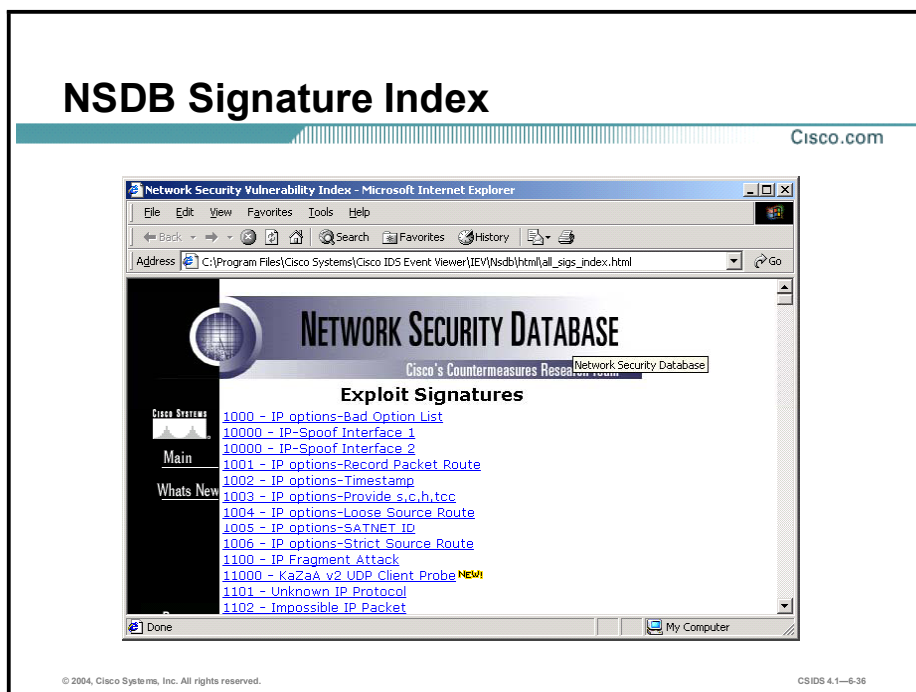 NSDB Signature Index
Cisco.com
Network Security Vulnerability Index - Microsoft Internet Explorer
File Edit View Favorites Tools Help
Back Search Favorites History
Address C:\Program Files\Cisco Systems\Cisco IDS Event Viewer\IEV\Nsdb\html\all_sigs_index.html Go
NETWORK SECURITY DATABASE
Cisco's Countermeasures
Network Security Database
Exploit Signatures
CISCO SYSTEMS
Main
Whats New
1000 - IP options-Bad Option List
10000 - IP-Spoof Interface 1
10000 - IP-Spoof Interface 2
1001 - IP options-Record Packet Route
1002 - IP options-Timestamp
1003 - IP options-Provide s,c,h,tcc
1004 - IP options-Loose Source Route
1005 - IP options-SATNET ID
1006 - IP options-Strict Source Route
1100 - IP Fragment Attack
11000 - KaZaA v2 UDP Client Probe NEW!
1101 - Unknown IP Protocol
1102 - Impossible IP Packet
Done My Computer
© 2004, Cisco Systems, Inc. All rights reserved.
CSIDS 4.1—6-36